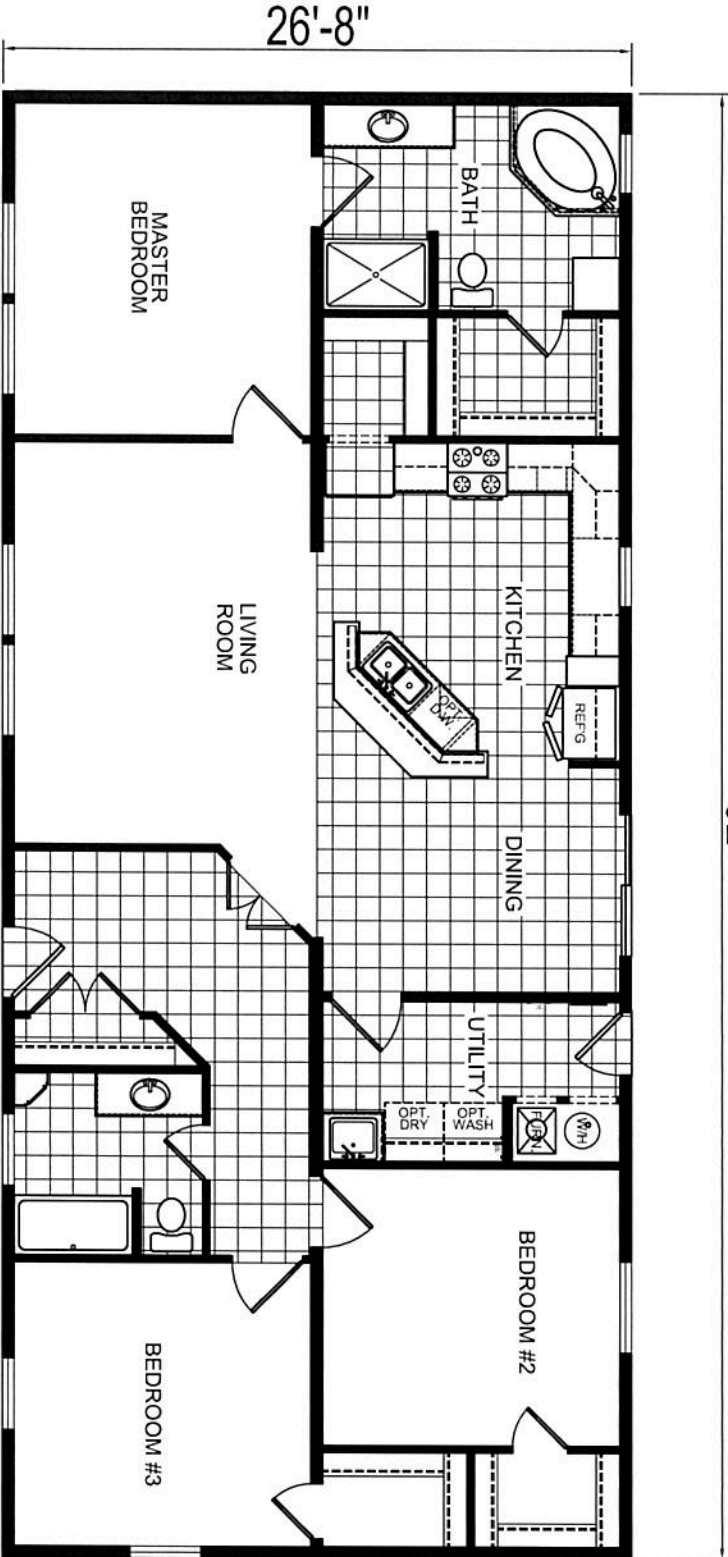 26'-8"
BATH
MASTER
BEDROOM
KITCHEN
LIVING
ROOM
OPT.
D.W.
REF'G
DINING
UTILITY
OPT.
DRY
OPT.
WASH
FURN.
W/H
BEDROOM #2
BEDROOM #3